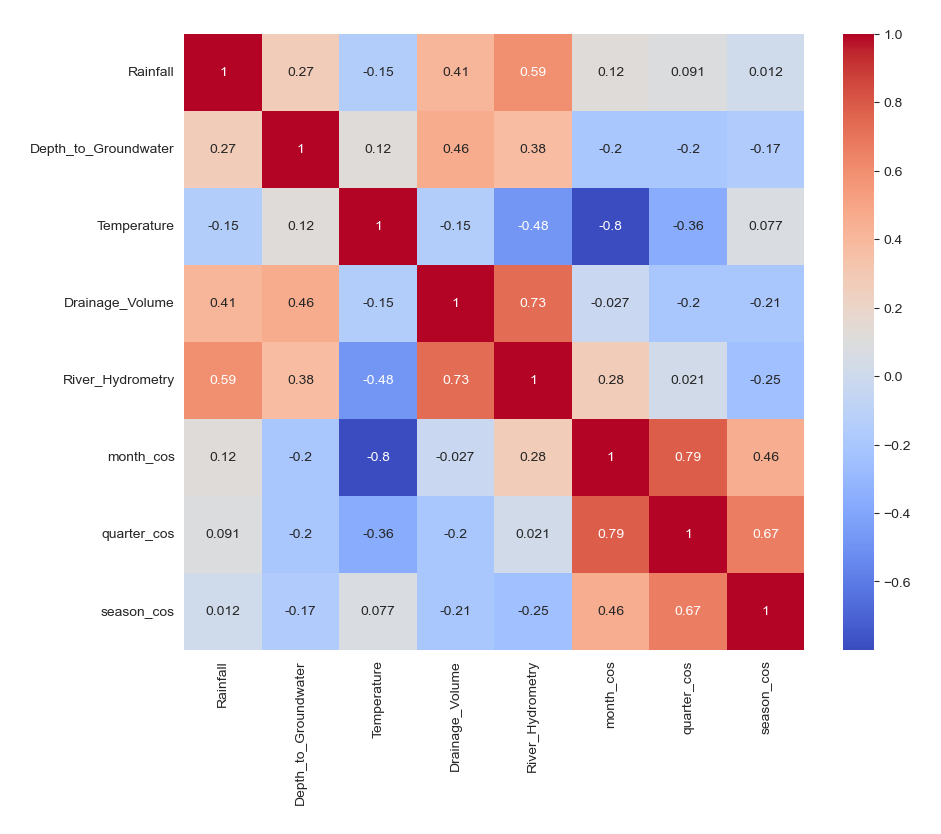 Rainfall 1 0.27 -0.15 0.41 0.59 0.12 0.091 0.012
Depth_to_Groundwater 0.27 1 0.12 0.46 0.38 -0.2 -0.2 -0.17
Temperature -0.15 0.12 1 -0.15 -0.48 -0.8 -0.36 0.077
Drainage_Volume 0.41 0.46 -0.15 1 0.73 -0.027 -0.2 -0.21
River_Hydrometry 0.59 0.38 -0.48 0.73 1 0.28 0.021 -0.25
month_cos 0.12 -0.2 -0.8 -0.027 0.28 1 0.79 0.46
quarter_cos 0.091 -0.2 -0.36 -0.2 0.021 0.79 1 0.67
season_cos 0.012 -0.17 0.077 -0.21 -0.25 0.46 0.67 1
Rainfall
Depth_to_Groundwater
Temperature
Drainage_Volume
River_Hydrometry
month_cos
quarter_cos
season_cos
1.0
0.8
0.6
0.4
0.2
0.0
−0.2
−0.4
−0.6